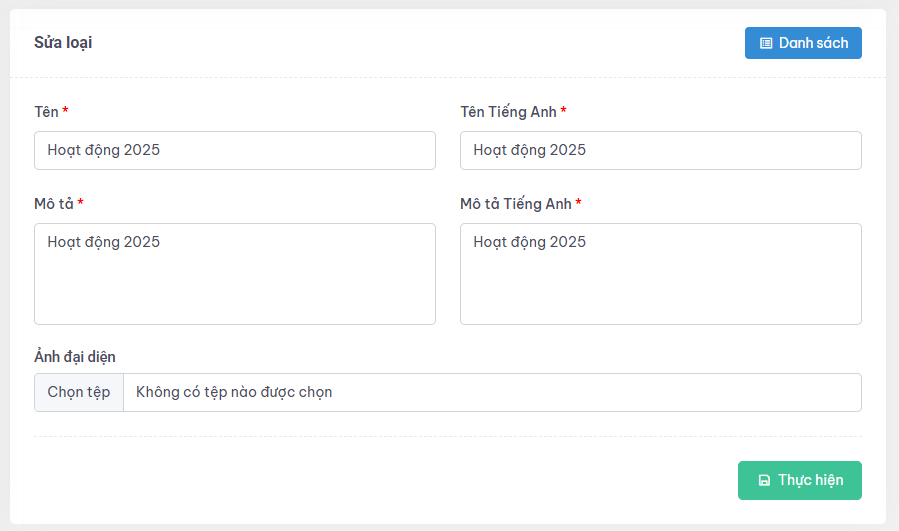 Sửa loại
Danh sách
Tên *
Tên Tiếng Anh *
Hoạt động 2025
Hoạt động 2025
Mô tả *
Mô tả Tiếng Anh *
Hoạt động 2025
Hoạt động 2025
Ảnh đại diện
Chọn tệp
Không có tệp nào được chọn
Thực hiện